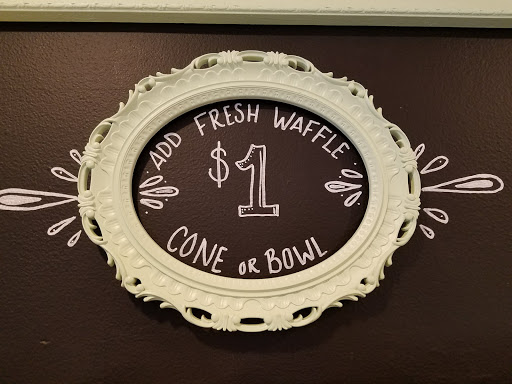 ADD FRESH WAFFLE
$1
CONE OR BOWL